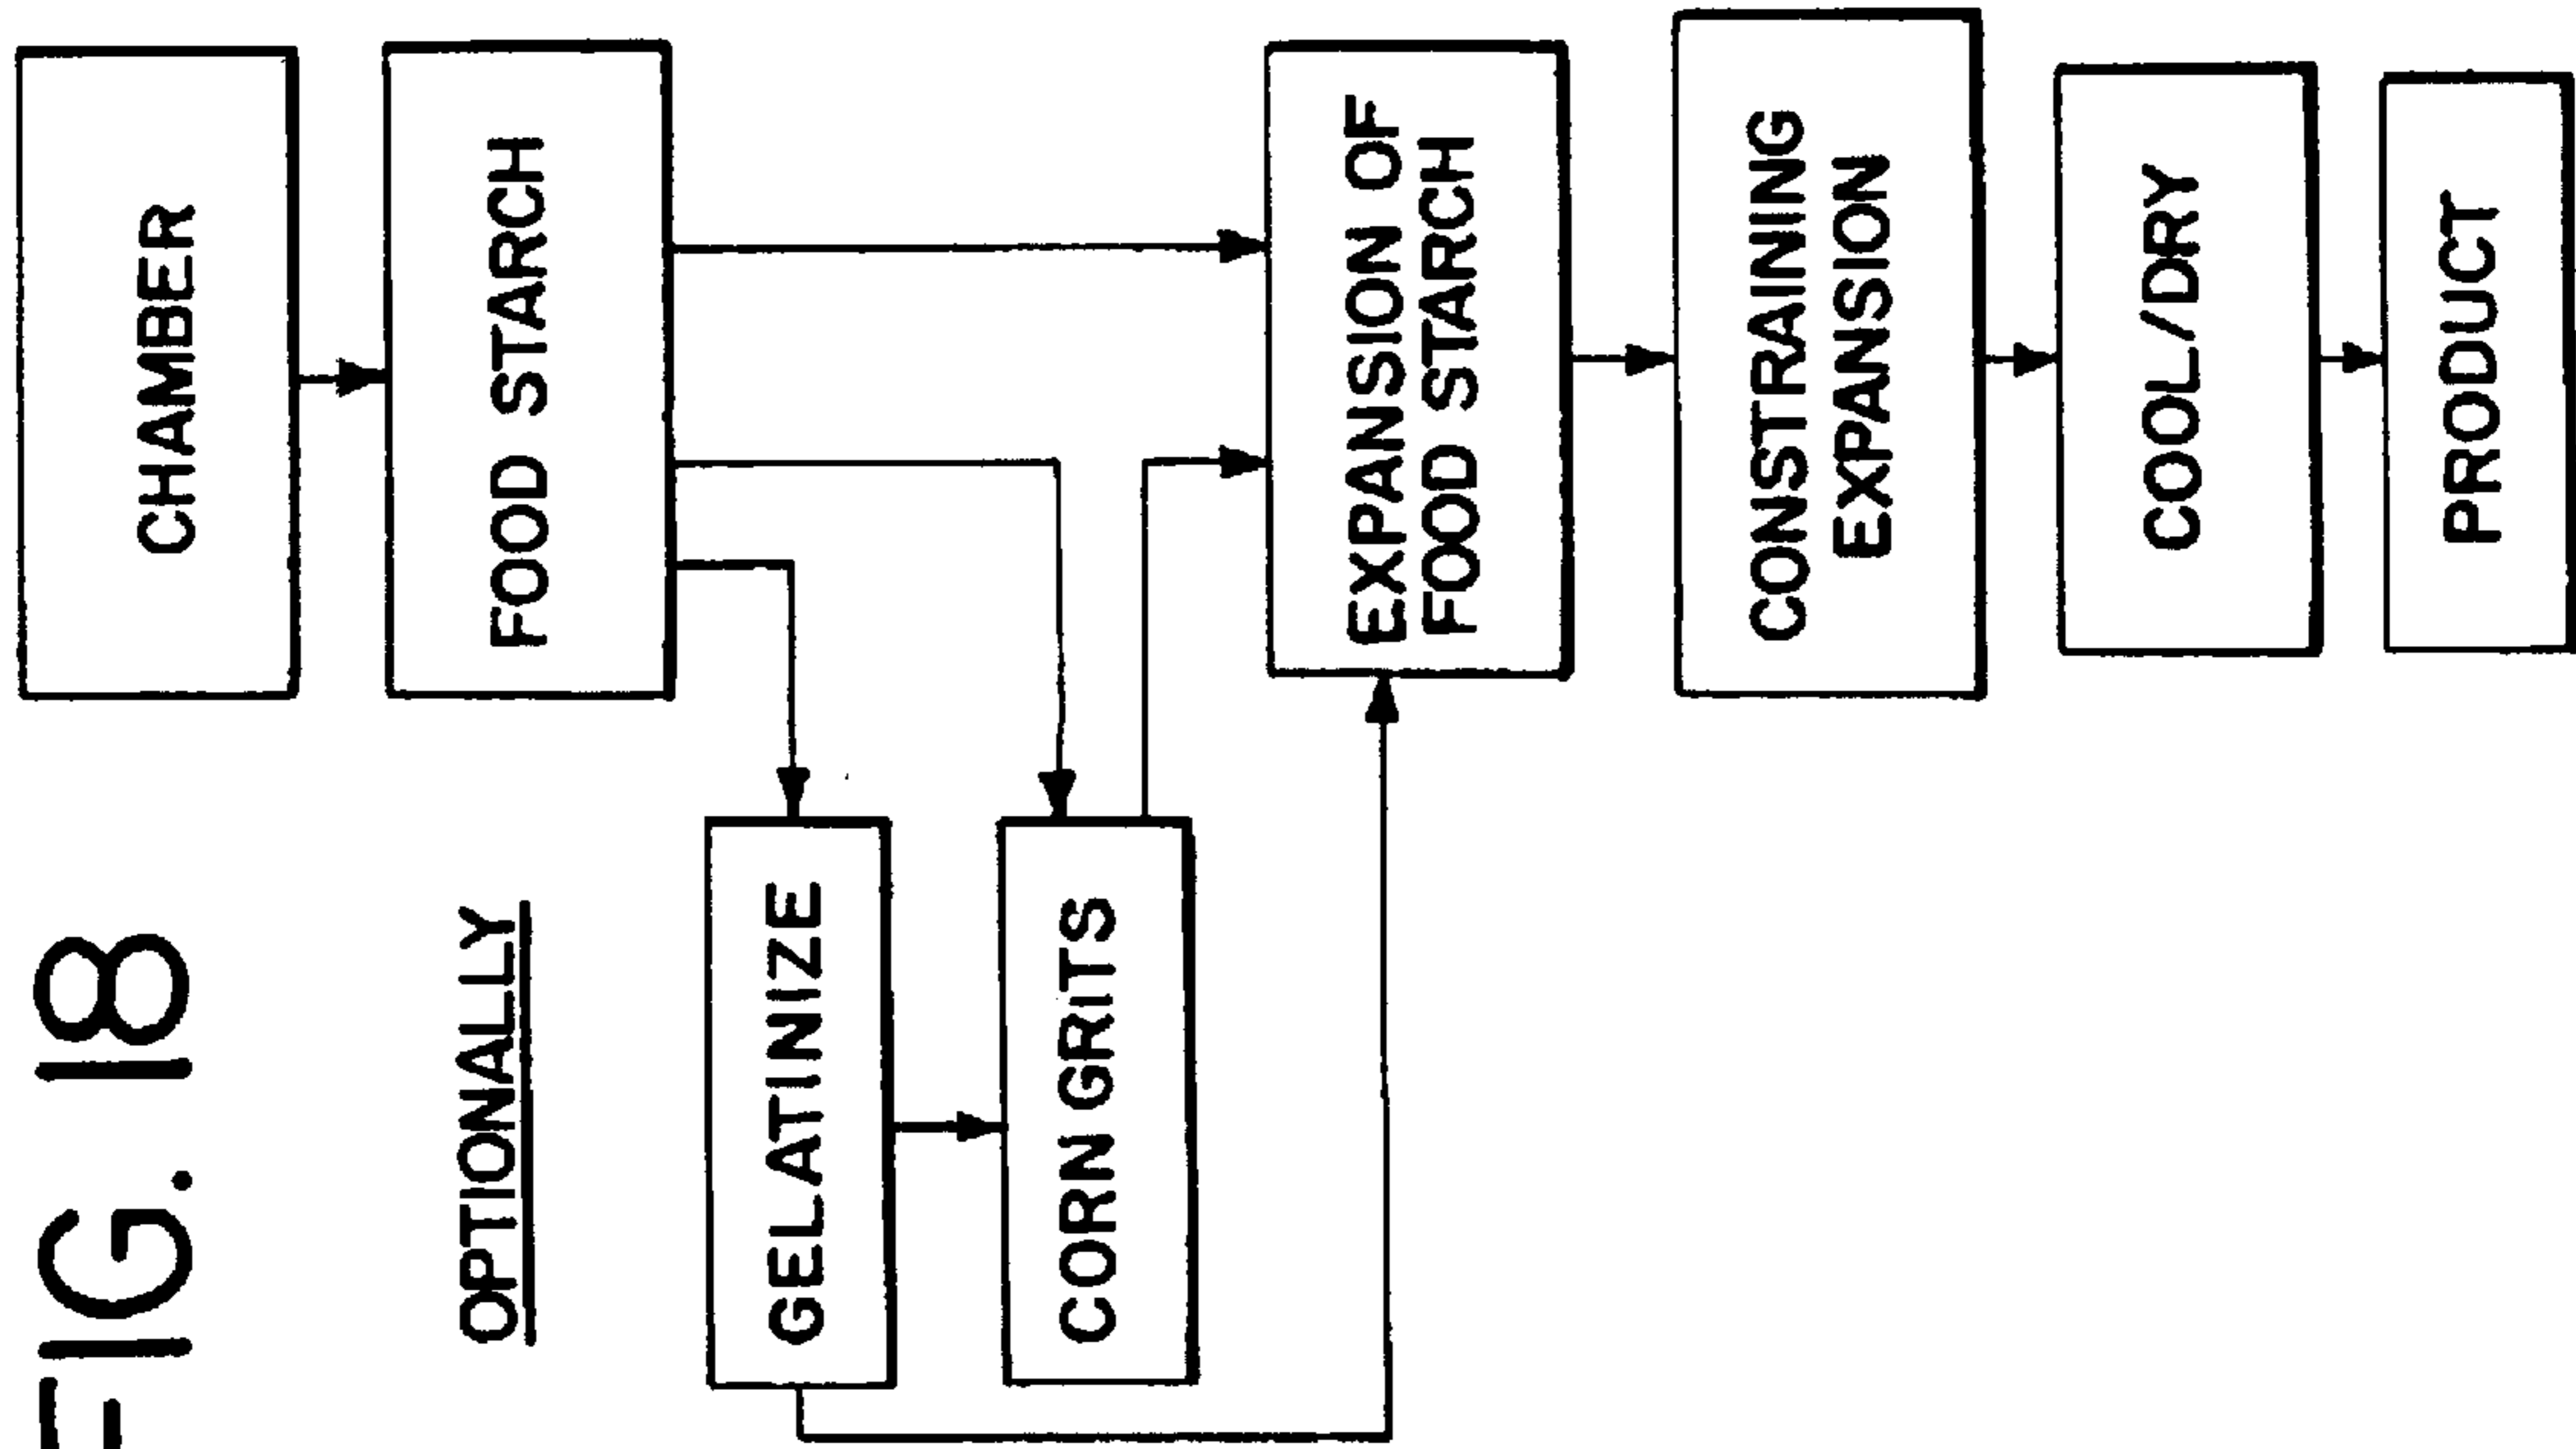 FIG. 18
OPTIONALLY
CHAMBER
FOOD STARCH
GELATINIZE
CORN GRITS
EXPANSION OF
FOOD STARCH
CONSTRAINING
EXPANSION
COOL/DRY
PRODUCT